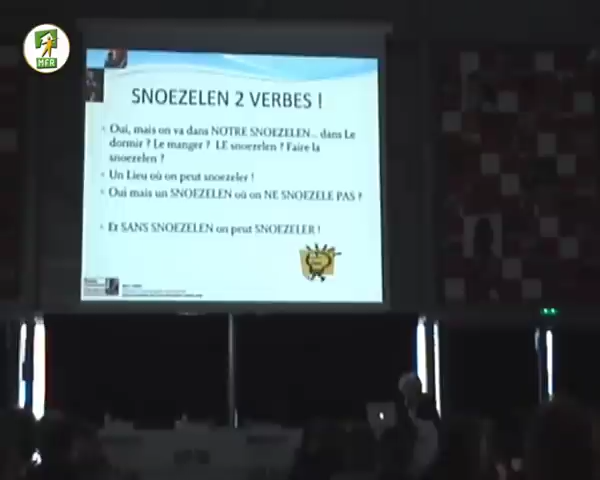 MFR
SNOEZELEN 2 VERBES !
Oui, mais on va dans NOTRE SNOEZELEN... dans Le
dormir ? Le manger ? LE snoezelen ? Faire la
snoezelen ?
Un Lieu où on peut snoezeler !
Oui mais un SNOEZELEN où on NE SNOEZELE PAS ?
Et SANS SNOEZELEN on peut SNOEZELER !